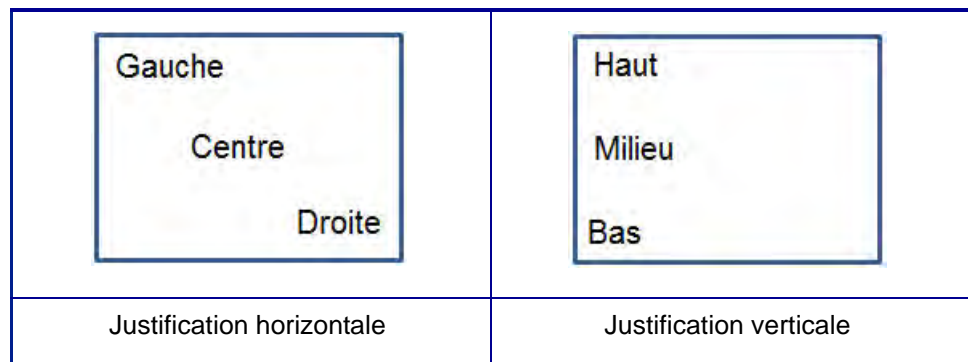 Gauche
Centre
Droite
Haut
Milieu
Bas
Justification horizontale
Justification verticale